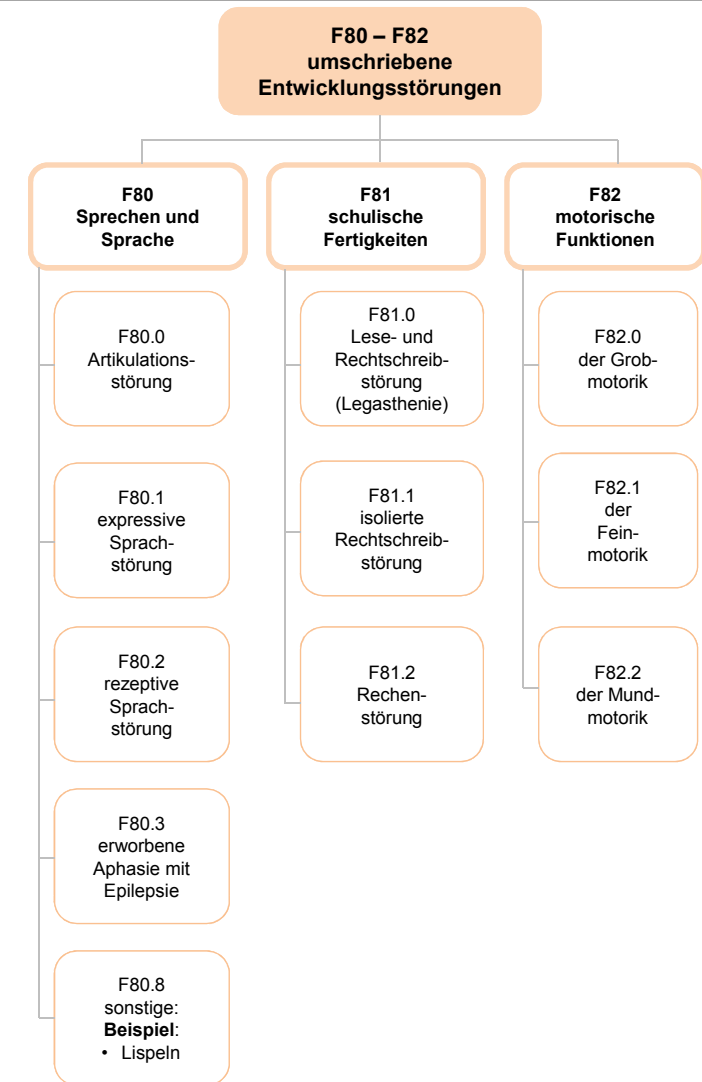 F80 – F82
umschriebene
Entwicklungsstörungen
F80
Sprechen und
Sprache
F80.0
Artikulations-
störung
F80.1
expressive
Sprach-
störung
F80.2
rezeptive
Sprach-
störung
F80.3
erworbene
Aphasie mit
Epilepsie
F80.8
sonstige:
Beispiel:
• Lispeln
F81
schulische
Fertigkeiten
F81.0
Lese- und
Rechtschreib-
störung
(Legasthenie)
F81.1
isolierte
Rechtschreib-
störung
F81.2
Rechen-
störung
F82
motorische
Funktionen
F82.0
der Grob-
motorik
F82.1
der
Fein-
motorik
F82.2
der Mund-
motorik